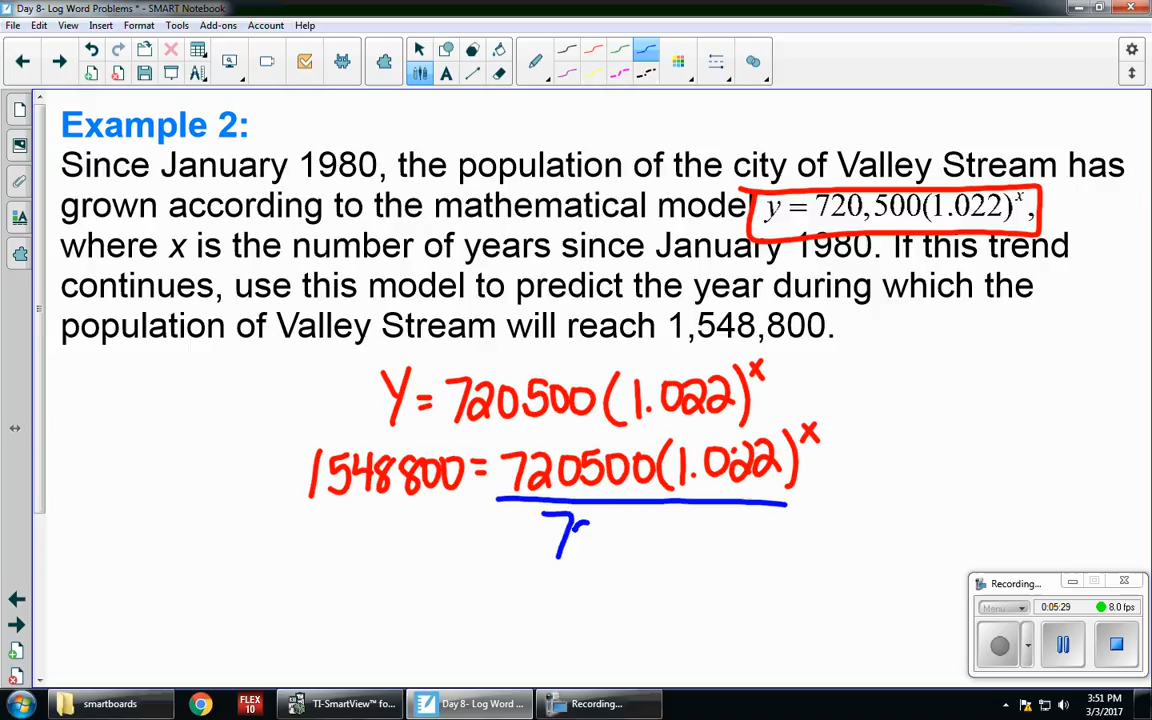 Day 8- Log Word Problems * - SMART Notebook
File Edit View Insert Format Tools Add-ons Account Help
Example 2:
Since January 1980, the population of the city of Valley Stream has
grown according to the mathematical model y = 720,500(1.022)^x,
where x is the number of years since January 1980. If this trend
continues, use this model to predict the year during which the
population of Valley Stream will reach 1,548,800.
Y = 720500(1.022)^x
1548800 = 720500(1.022)^x
7
Recording...
Menu
0:05:29
8.0 fps
smartboards
FLEX
10
TI-SmartView™ fo...
Day 8- Log Word ...
Recording...
3:51 PM
3/3/2017